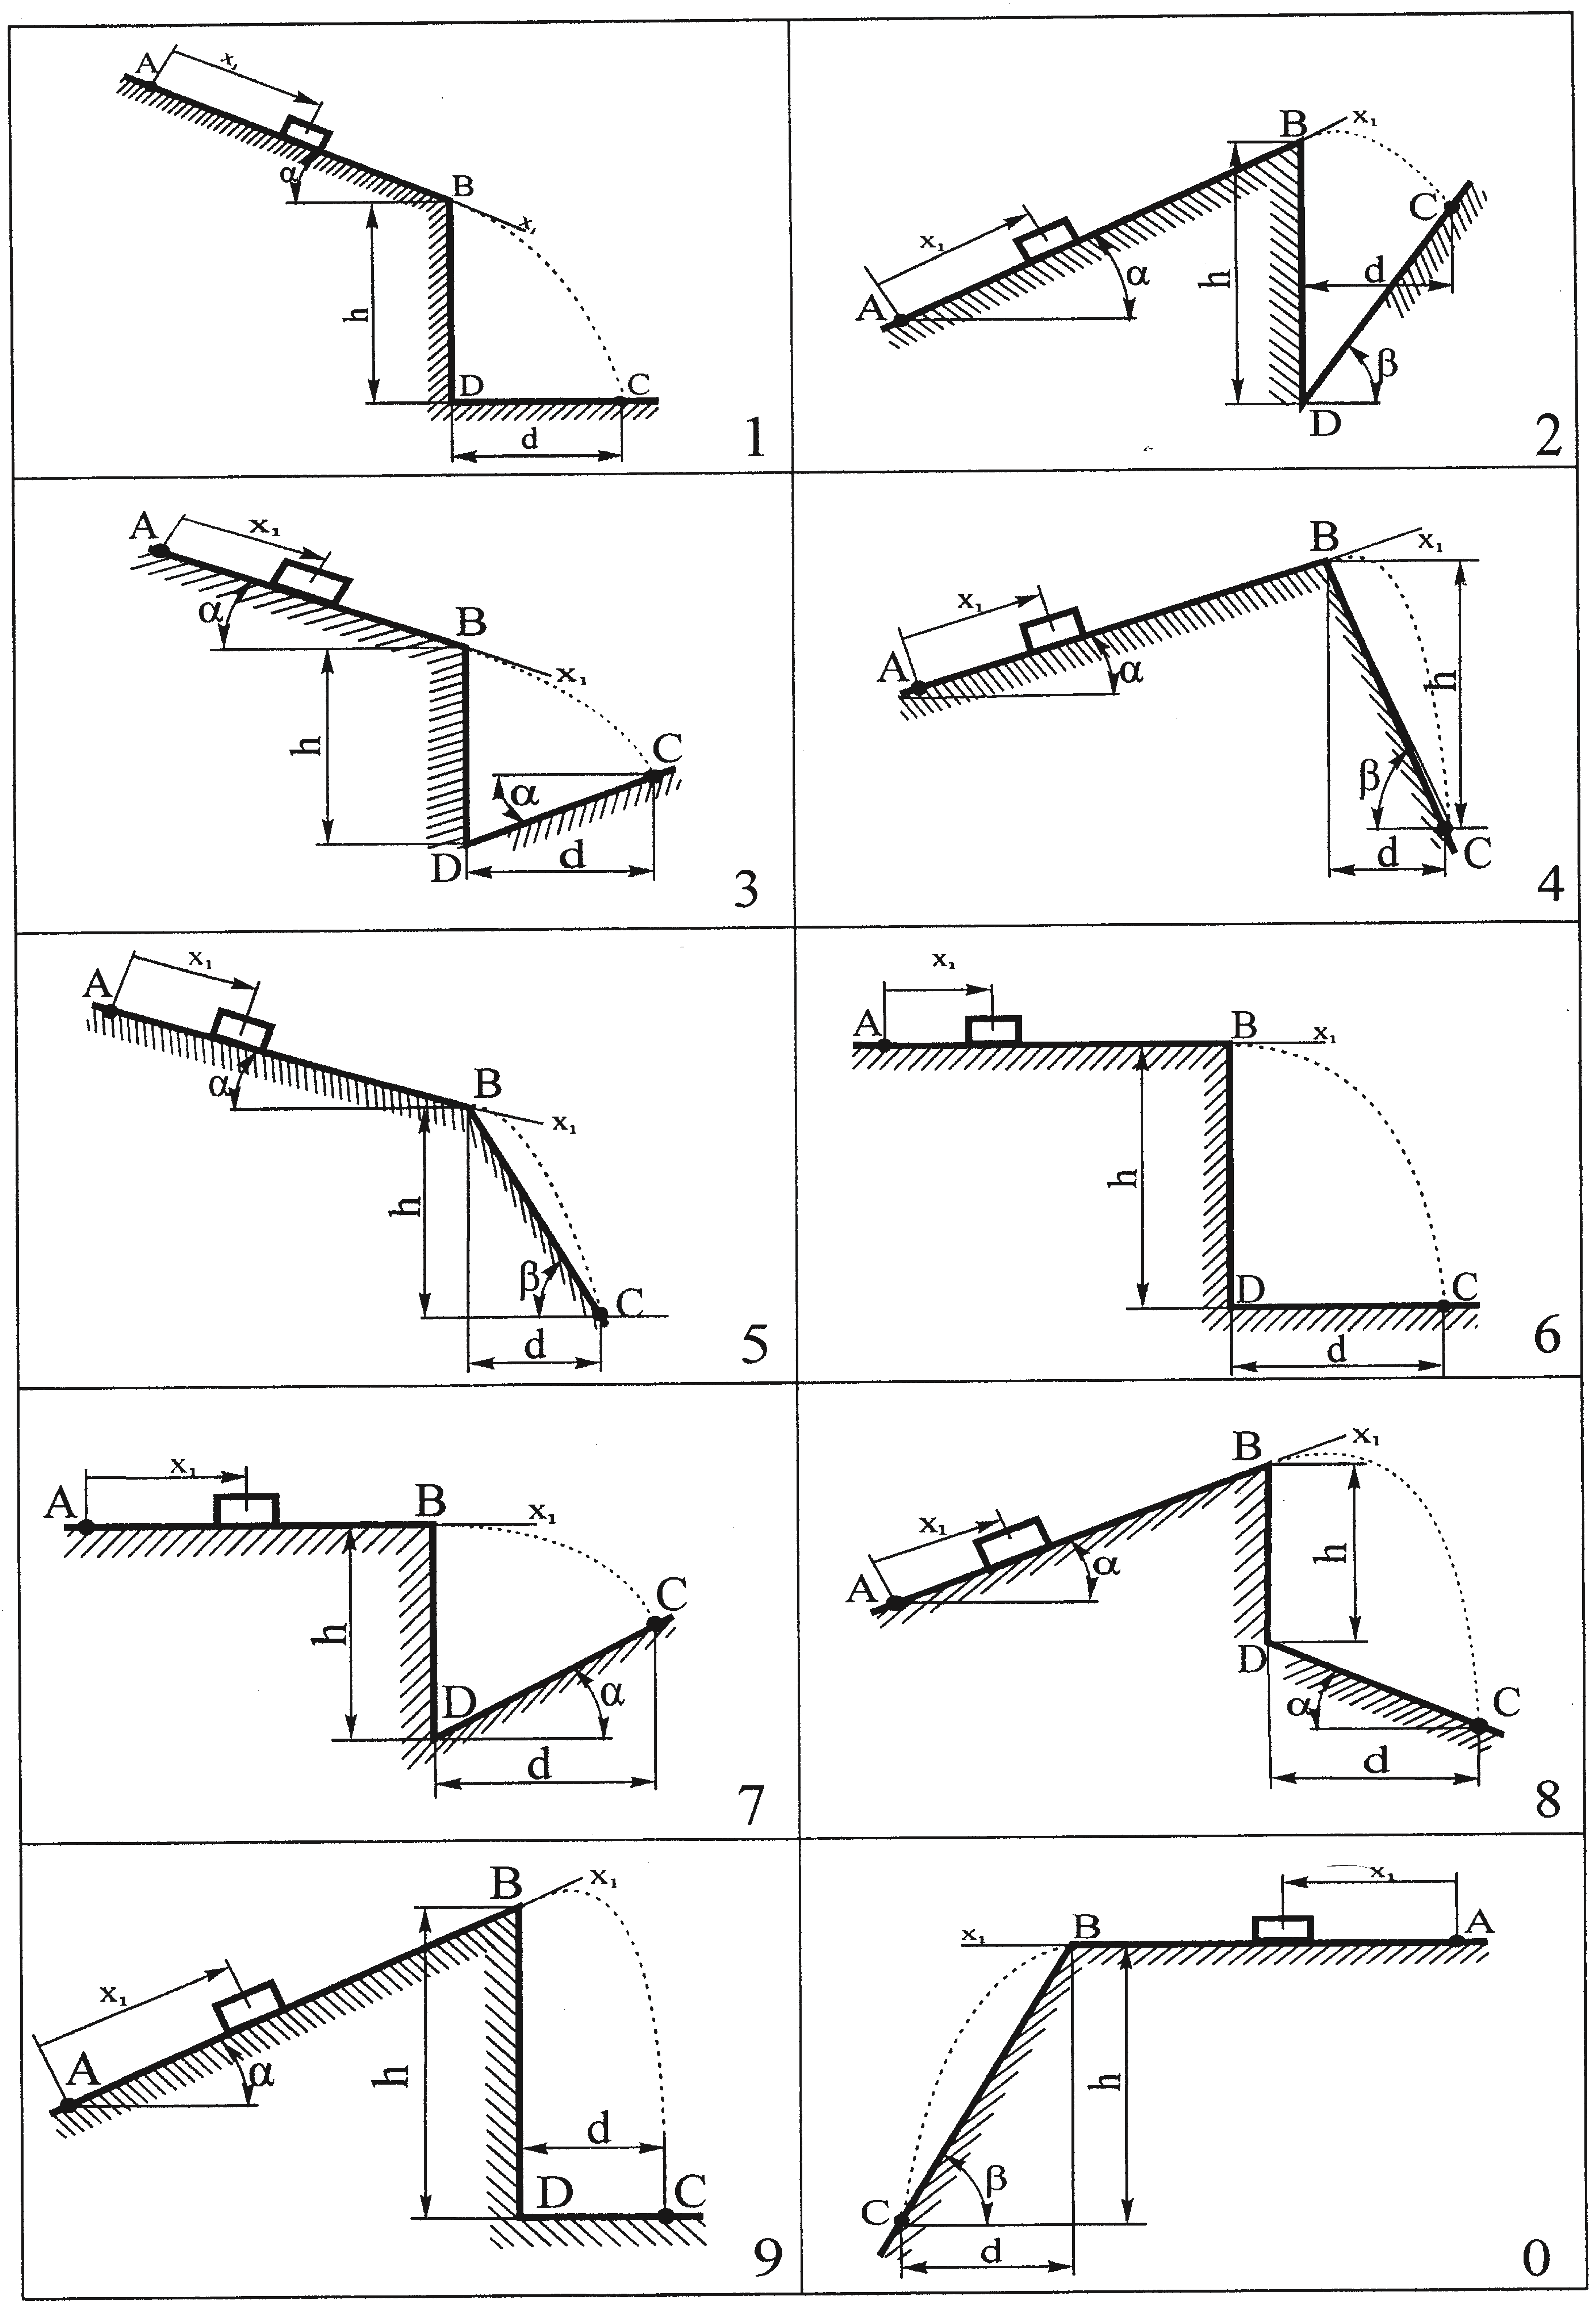 A x₁
α B
x₁
h
D C
d 1
B x₁
C
x₁ α h d
A β
D 2
A x₁
α B
x₁
h C
α
D d 3
B x₁
x₁
A α h
β
d C 4
A x₁
α B
x₁
h
β C
d 5
x₁
A B x₁
h
D C
d 6
x₁
A B x₁
h C
D α
d 7
B x₁
x₁ α h
A D
α C
d 8
B x₁
x₁
A α h
d
D C 9
x₁
x₁ B A
h
β
C
d 0